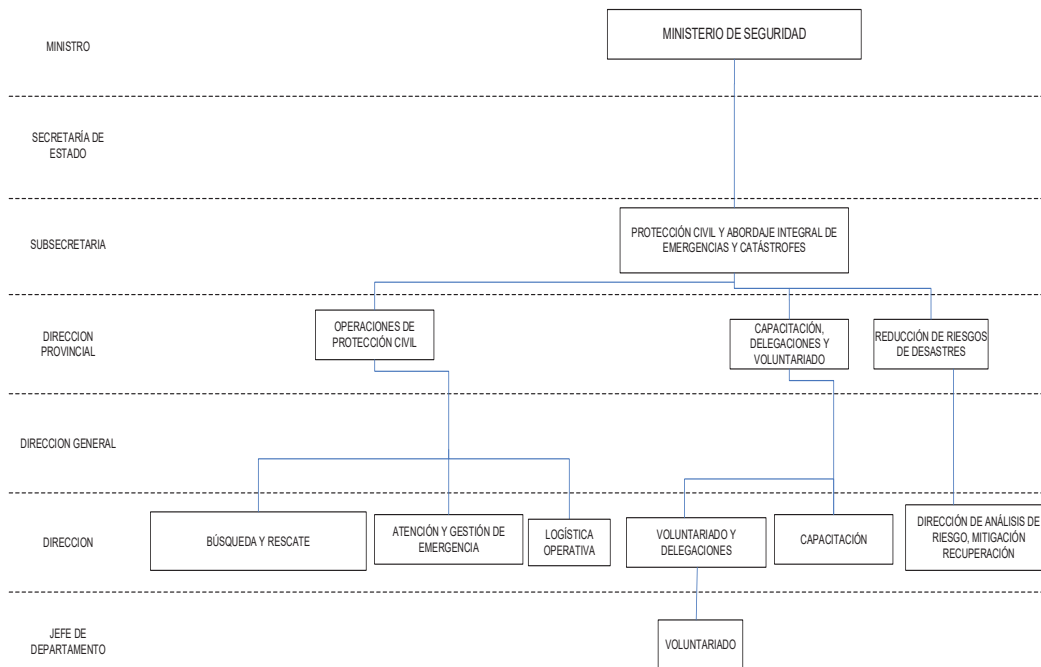 MINISTRO
MINISTERIO DE SEGURIDAD
SECRETARÍA DE
ESTADO
SUBSECRETARIA
PROTECCIÓN CIVIL Y ABORDAJE INTEGRAL DE
EMERGENCIAS Y CATÁSTROFES
DIRECCION
PROVINCIAL
OPERACIONES DE
PROTECCIÓN CIVIL
CAPACITACIÓN,
DELEGACIONES Y
VOLUNTARIADO
REDUCCIÓN DE RIESGOS
DE DESASTRES
DIRECCION GENERAL
DIRECCION
BÚSQUEDA Y RESCATE
ATENCIÓN Y GESTIÓN DE
EMERGENCIA
LOGÍSTICA
OPERATIVA
VOLUNTARIADO Y
DELEGACIONES
CAPACITACIÓN
DIRECCIÓN DE ANÁLISIS DE
RIESGO, MITIGACIÓN
RECUPERACIÓN
JEFE DE
DEPARTAMENTO
VOLUNTARIADO